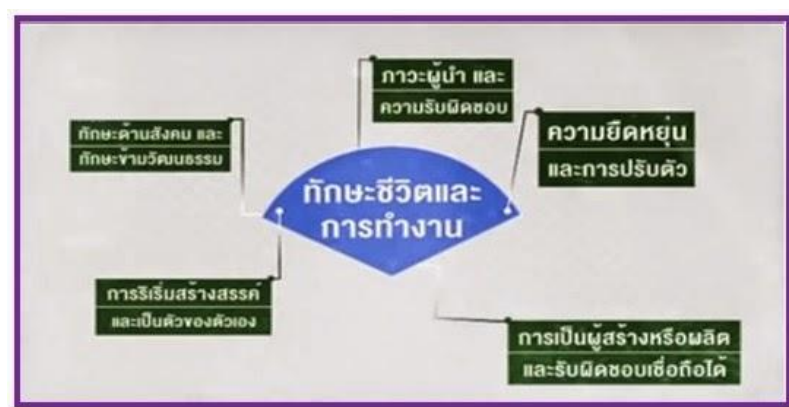 ภาวะผู้นำ และ
ความรับผิดชอบ
ทักษะด้านสังคม และ
ทักษะข้ามวัฒนธรรม
ความยืดหยุ่น
และการปรับตัว
ทักษะชีวิตและ
การทำงาน
การริเริ่มสร้างสรรค์
และเป็นตัวของตัวเอง
การเป็นผู้สร้างหรือผลิต
และรับผิดชอบเชื่อถือได้